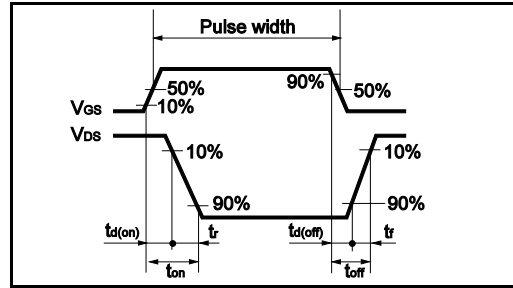 Pulse width
90%
50%
50%
10%
VGS
VDS
10%
10%
90%
90%
td(on)
tr
td(off)
tf
ton
toff